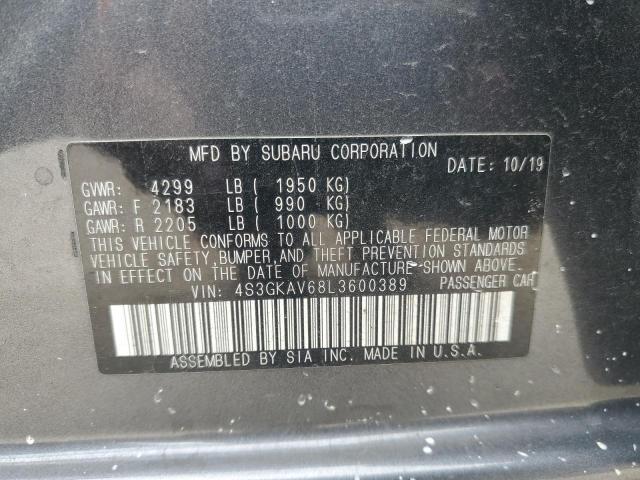 MFD BY SUBARU CORPORATION
DATE: 10/19
GVWR: 4299 LB ( 1950 KG)
GAWR: F 2183 LB ( 990 KG)
GAWR: R 2205 LB ( 1000 KG)
THIS VEHICLE CONFORMS TO ALL APPLICABLE FEDERAL MOTOR
VEHICLE SAFETY, BUMPER, AND THEFT PREVENTION STANDARDS
IN EFFECT ON THE DATE OF MANUFACTURE SHOWN ABOVE.
VIN: 4S3GKAV68L3600389 PASSENGER CAR
ASSEMBLED BY SIA INC. MADE IN U.S.A.